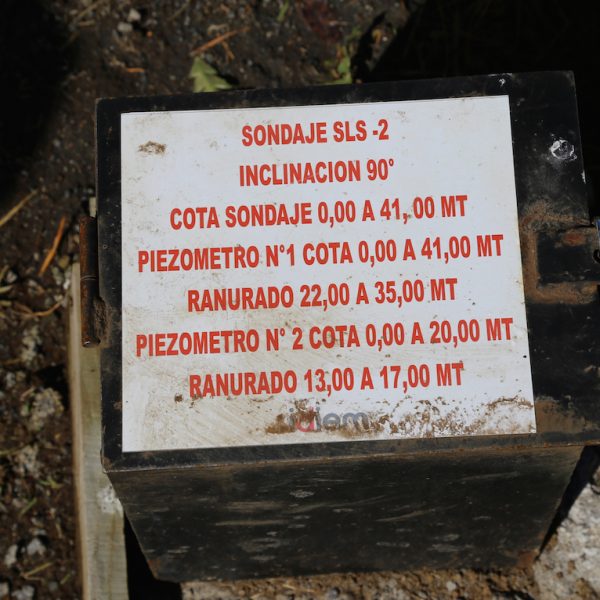 SONDAJE SLS -2
INCLINACION 90°
COTA SONDAJE 0,00 A 41, 00 MT
PIEZOMETRO N°1 COTA 0,00 A 41,00 MT
RANURADO 22,00 A 35,00 MT
PIEZOMETRO N° 2 COTA 0,00 A 20,00 MT
RANURADO 13,00 A 17,00 MT
idiem